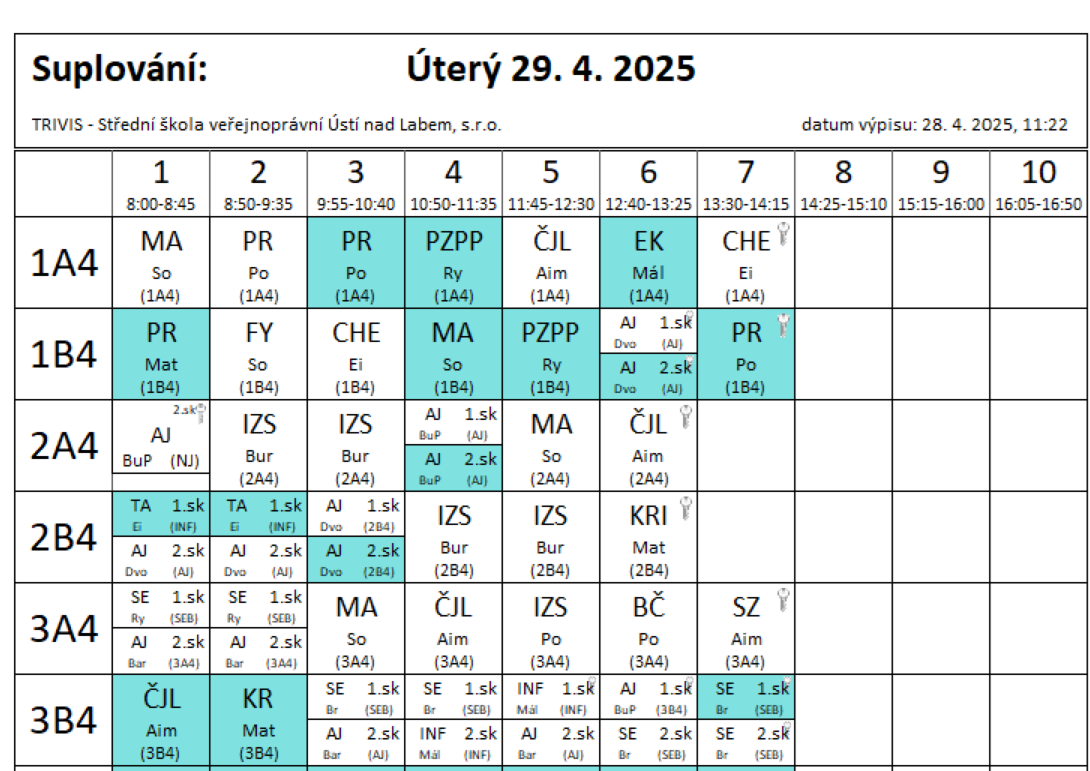 Suplování: Úterý 29. 4. 2025
TRIVIS - Střední škola veřejnoprávní Ústí nad Labem, s.r.o. datum výpisu: 28. 4. 2025, 11:22
1 2 3 4 5 6 7 8 9 10
8:00-8:45 8:50-9:35 9:55-10:40 10:50-11:35 11:45-12:30 12:40-13:25 13:30-14:15 14:25-15:10 15:15-16:00 16:05-16:50
1A4
MA PR PR PZPP ČJL EK CHE
So Po Po Ry Aim Mál Ei
(1A4) (1A4) (1A4) (1A4) (1A4) (1A4) (1A4)
1B4
PR FY CHE MA PZPP AJ 1.sk PR
Dvo (AJ)
Mat So Ei So Ry AJ 2.sk Po
(1B4) (1B4) (1B4) (1B4) (1B4) Dvo (AJ) (1B4)
2A4
2.sk
AJ IZS IZS AJ 1.sk MA ČJL
BuP (AJ)
BuP (NJ) Bur Bur AJ 2.sk So Aim
(2A4) (2A4) BuP (AJ) (2A4) (2A4)
2B4
TA 1.sk TA 1.sk AJ 1.sk IZS IZS KRI
Ei (INF) Ei (INF) Dvo (2B4)
AJ 2.sk AJ 2.sk AJ 2.sk Bur Bur Mat
Dvo (AJ) Dvo (AJ) Dvo (2B4) (2B4) (2B4) (2B4)
3A4
SE 1.sk SE 1.sk MA ČJL IZS BČ SZ
Ry (SEB) Ry (SEB)
AJ 2.sk AJ 2.sk So Aim Po Po Aim
Bar (3A4) Bar (3A4) (3A4) (3A4) (3A4) (3A4) (3A4)
3B4
ČJL KR SE 1.sk SE 1.sk INF 1.sk AJ 1.sk SE 1.sk
Br (SEB) Br (SEB) Mál (INF) BuP (3B4) Br (SEB)
Aim Mat AJ 2.sk INF 2.sk AJ 2.sk SE 2.sk SE 2.sk
(3B4) (3B4) Bar (AJ) Mál (INF) Bar (AJ) Br (SEB) Br (SEB)